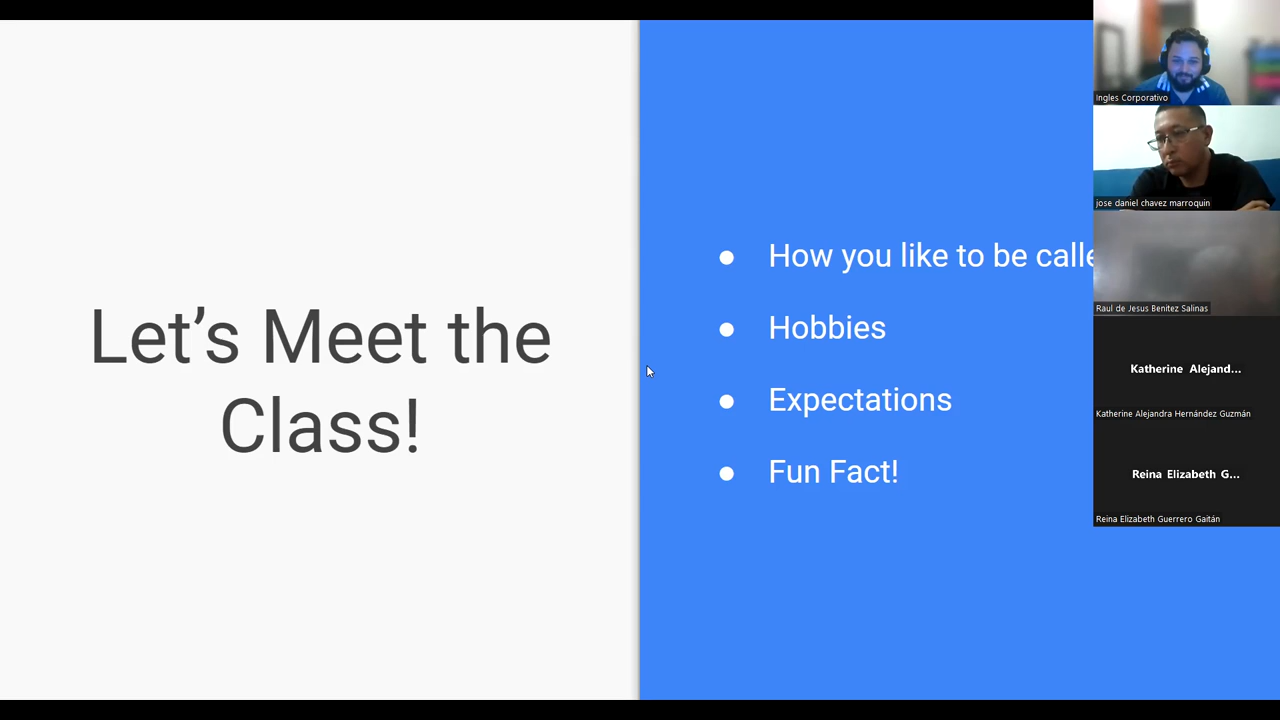 Let's Meet the
Class!
● How you like to be calle
● Hobbies
● Expectations
● Fun Fact!
Ingles Corporativo
jose daniel chavez marroquin
Raul de Jesus Benitez Salinas
Katherine Alejand...
Katherine Alejandra Hernández Guzmán
Reina Elizabeth G...
Reina Elizabeth Guerrero Gaitán